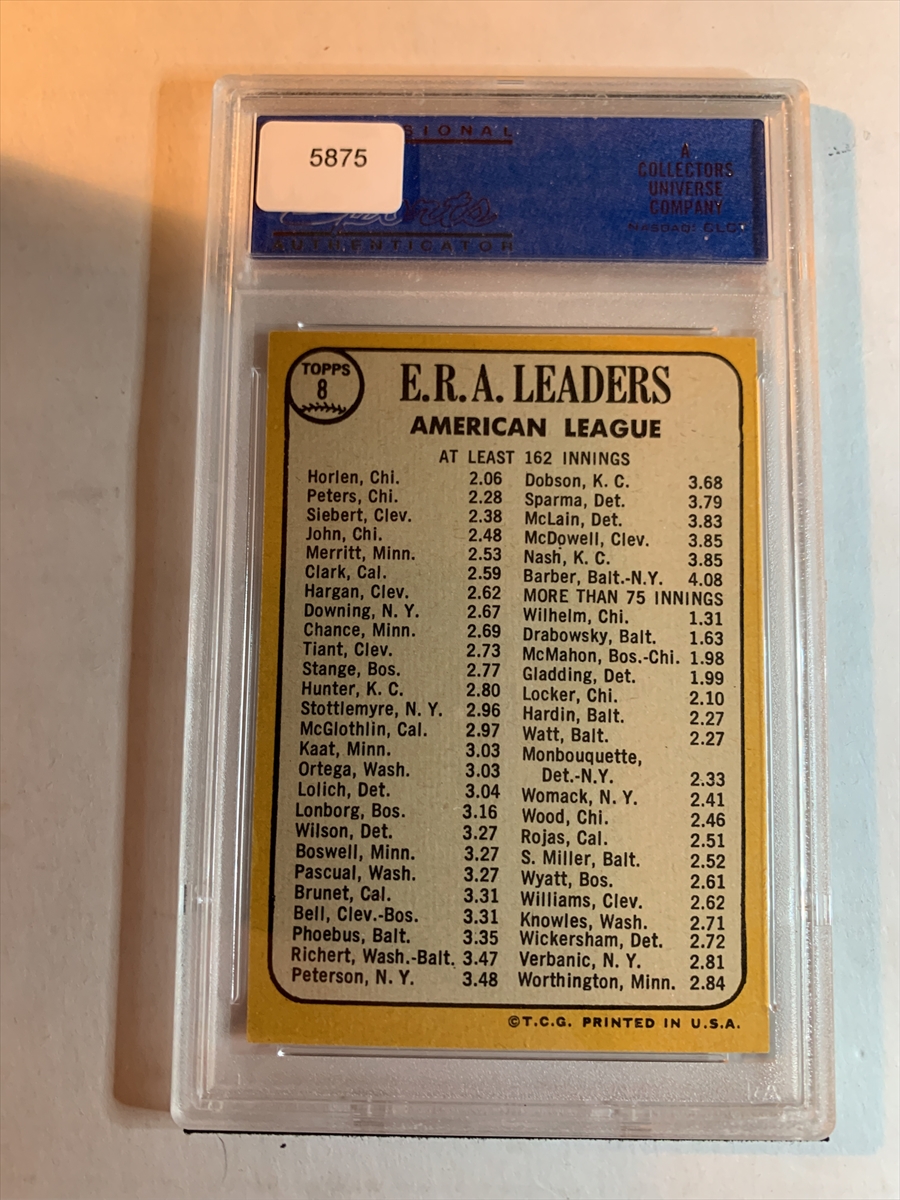 5875
SIONAL
AUTHENTICATOR
A
COLLECTORS
UNIVERSE
COMPANY
TOPPS
8
E.R.A. LEADERS
AMERICAN LEAGUE
AT LEAST 162 INNINGS
Horlen, Chi. 2.06
Peters, Chi. 2.28
Siebert, Clev. 2.38
John, Chi. 2.48
Merritt, Minn. 2.53
Clark, Cal. 2.59
Hargan, Clev. 2.62
Downing, N. Y. 2.67
Chance, Minn. 2.69
Tiant, Clev. 2.73
Stange, Bos. 2.77
Hunter, K. C. 2.80
Stottlemyre, N. Y. 2.96
McGlothlin, Cal. 2.97
Kaat, Minn. 3.03
Ortega, Wash. 3.03
Lolich, Det. 3.04
Lonborg, Bos. 3.16
Wilson, Det. 3.27
Boswell, Minn. 3.27
Pascual, Wash. 3.27
Brunet, Cal. 3.31
Bell, Clev.-Bos. 3.31
Phoebus, Balt. 3.35
Richert, Wash.-Balt. 3.47
Peterson, N. Y. 3.48
Dobson, K. C. 3.68
Sparma, Det. 3.79
McLain, Det. 3.83
McDowell, Clev. 3.85
Nash, K. C. 3.85
Barber, Balt.-N.Y. 4.08
MORE THAN 75 INNINGS
Wilhelm, Chi. 1.31
Drabowsky, Balt. 1.63
McMahon, Bos.-Chi. 1.98
Gladding, Det. 1.99
Locker, Chi. 2.10
Hardin, Balt. 2.27
Watt, Balt. 2.27
Monbouquette,
Det.-N.Y. 2.33
Womack, N. Y. 2.41
Wood, Chi. 2.46
Rojas, Cal. 2.51
S. Miller, Balt. 2.52
Wyatt, Bos. 2.61
Williams, Clev. 2.62
Knowles, Wash. 2.71
Wickersham, Det. 2.72
Verbanic, N. Y. 2.81
Worthington, Minn. 2.84
©T.C.G. PRINTED IN U.S.A.